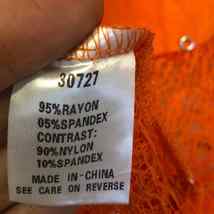 30727
95%RAYON
05%SPANDEX
CONTRAST:
90%NYLON
10%SPANDEX
MADE IN CHINA
SEE CARE ON REVERSE